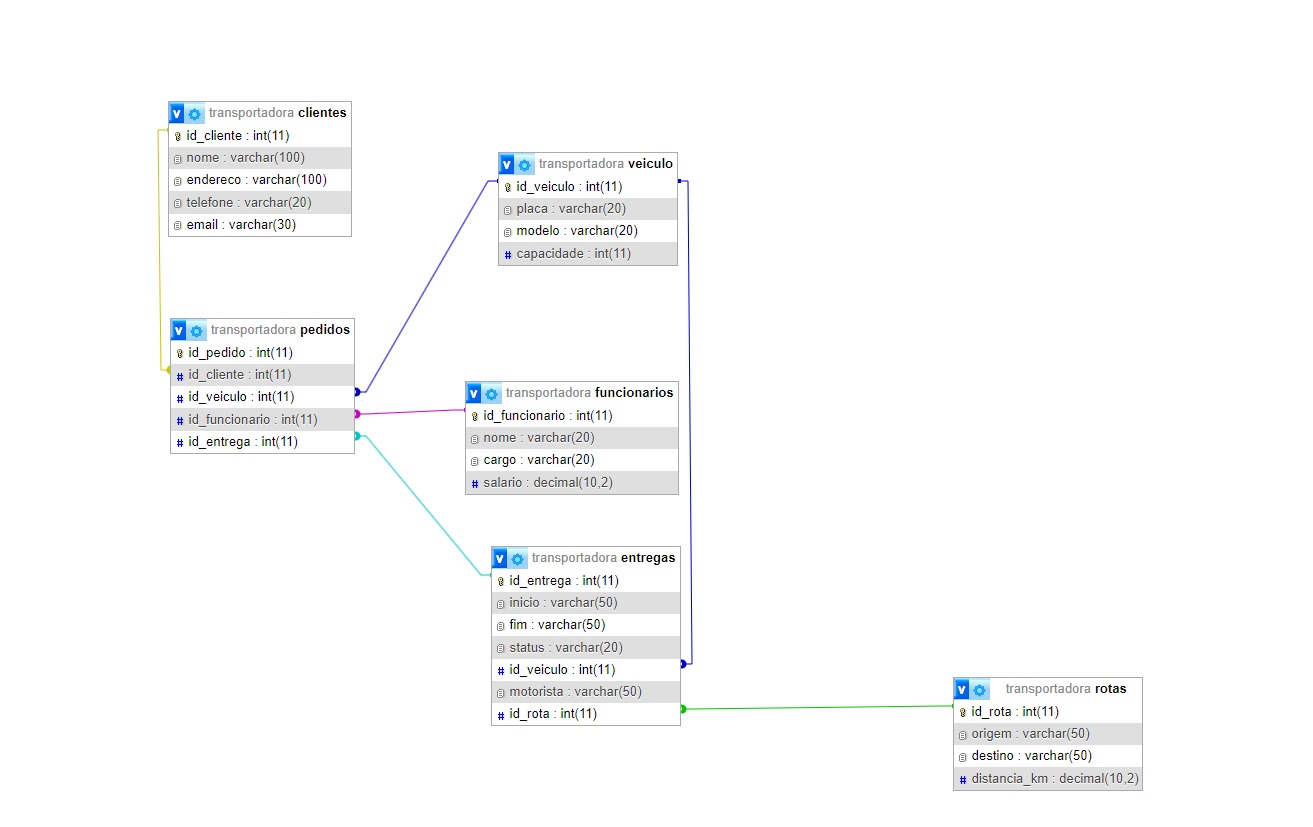 transportadora clientes
id_cliente : int(11)
nome : varchar(100)
endereco : varchar(100)
telefone : varchar(20)
email : varchar(30)
transportadora veiculo
id_veiculo : int(11)
placa : varchar(20)
modelo : varchar(20)
capacidade : int(11)
transportadora pedidos
id_pedido : int(11)
id_cliente : int(11)
id_veiculo : int(11)
id_funcionario : int(11)
id_entrega : int(11)
transportadora funcionarios
id_funcionario : int(11)
nome : varchar(20)
cargo : varchar(20)
salario : decimal(10,2)
transportadora entregas
id_entrega : int(11)
inicio : varchar(50)
fim : varchar(50)
status : varchar(20)
id_veiculo : int(11)
motorista : varchar(50)
id_rota : int(11)
transportadora rotas
id_rota : int(11)
origem : varchar(50)
destino : varchar(50)
distancia_km : decimal(10,2)